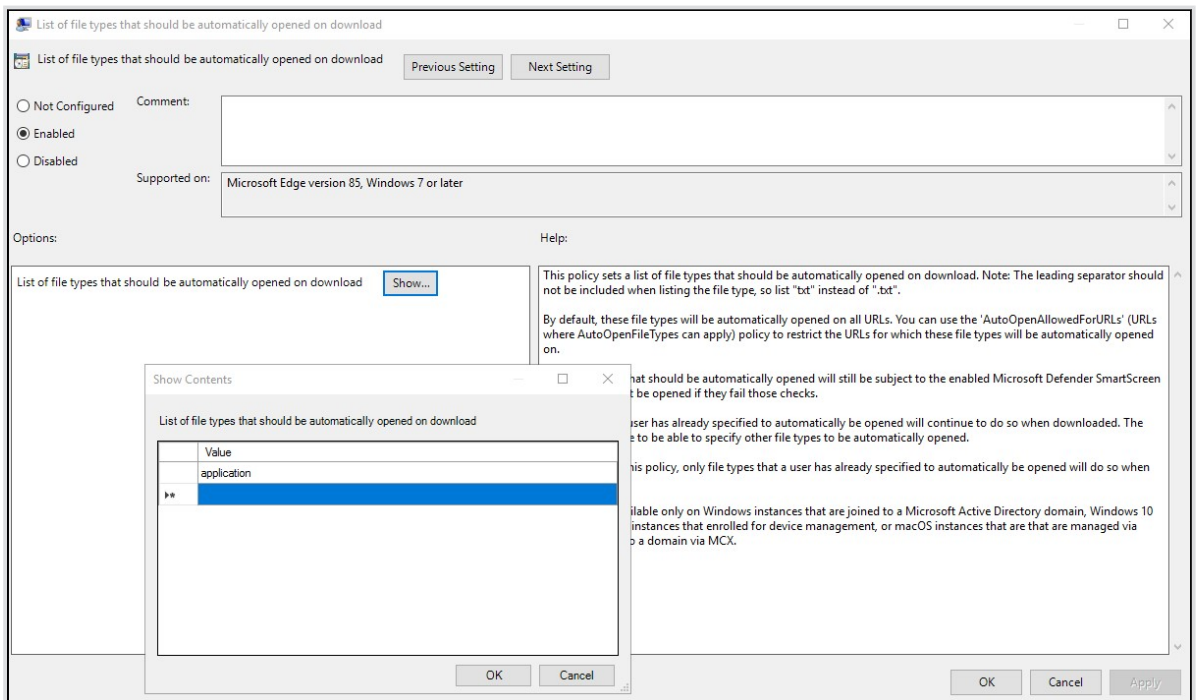 List of file types that should be automatically opened on download
List of file types that should be automatically opened on download
Previous Setting
Next Setting
Not Configured
Comment:
Enabled
Disabled
Supported on:
Microsoft Edge version 85, Windows 7 or later
Options:
Help:
List of file types that should be automatically opened on download
Show...
This policy sets a list of file types that should be automatically opened on download. Note: The leading separator should
not be included when listing the file type, so list "txt" instead of ".txt".
By default, these file types will be automatically opened on all URLs. You can use the 'AutoOpenAllowedForURLs' (URLs
where AutoOpenFileTypes can apply) policy to restrict the URLs for which these file types will be automatically opened
on.
that should be automatically opened will still be subject to the enabled Microsoft Defender SmartScreen
be opened if they fail those checks.
user has already specified to automatically be opened will continue to do so when downloaded. The
to be able to specify other file types to be automatically opened.
this policy, only file types that a user has already specified to automatically be opened will do so when
available only on Windows instances that are joined to a Microsoft Active Directory domain, Windows 10
instances that enrolled for device management, or macOS instances that are that are managed via
a domain via MCX.
Show Contents
List of file types that should be automatically opened on download
Value
application
OK
Cancel
OK
Cancel
Apply